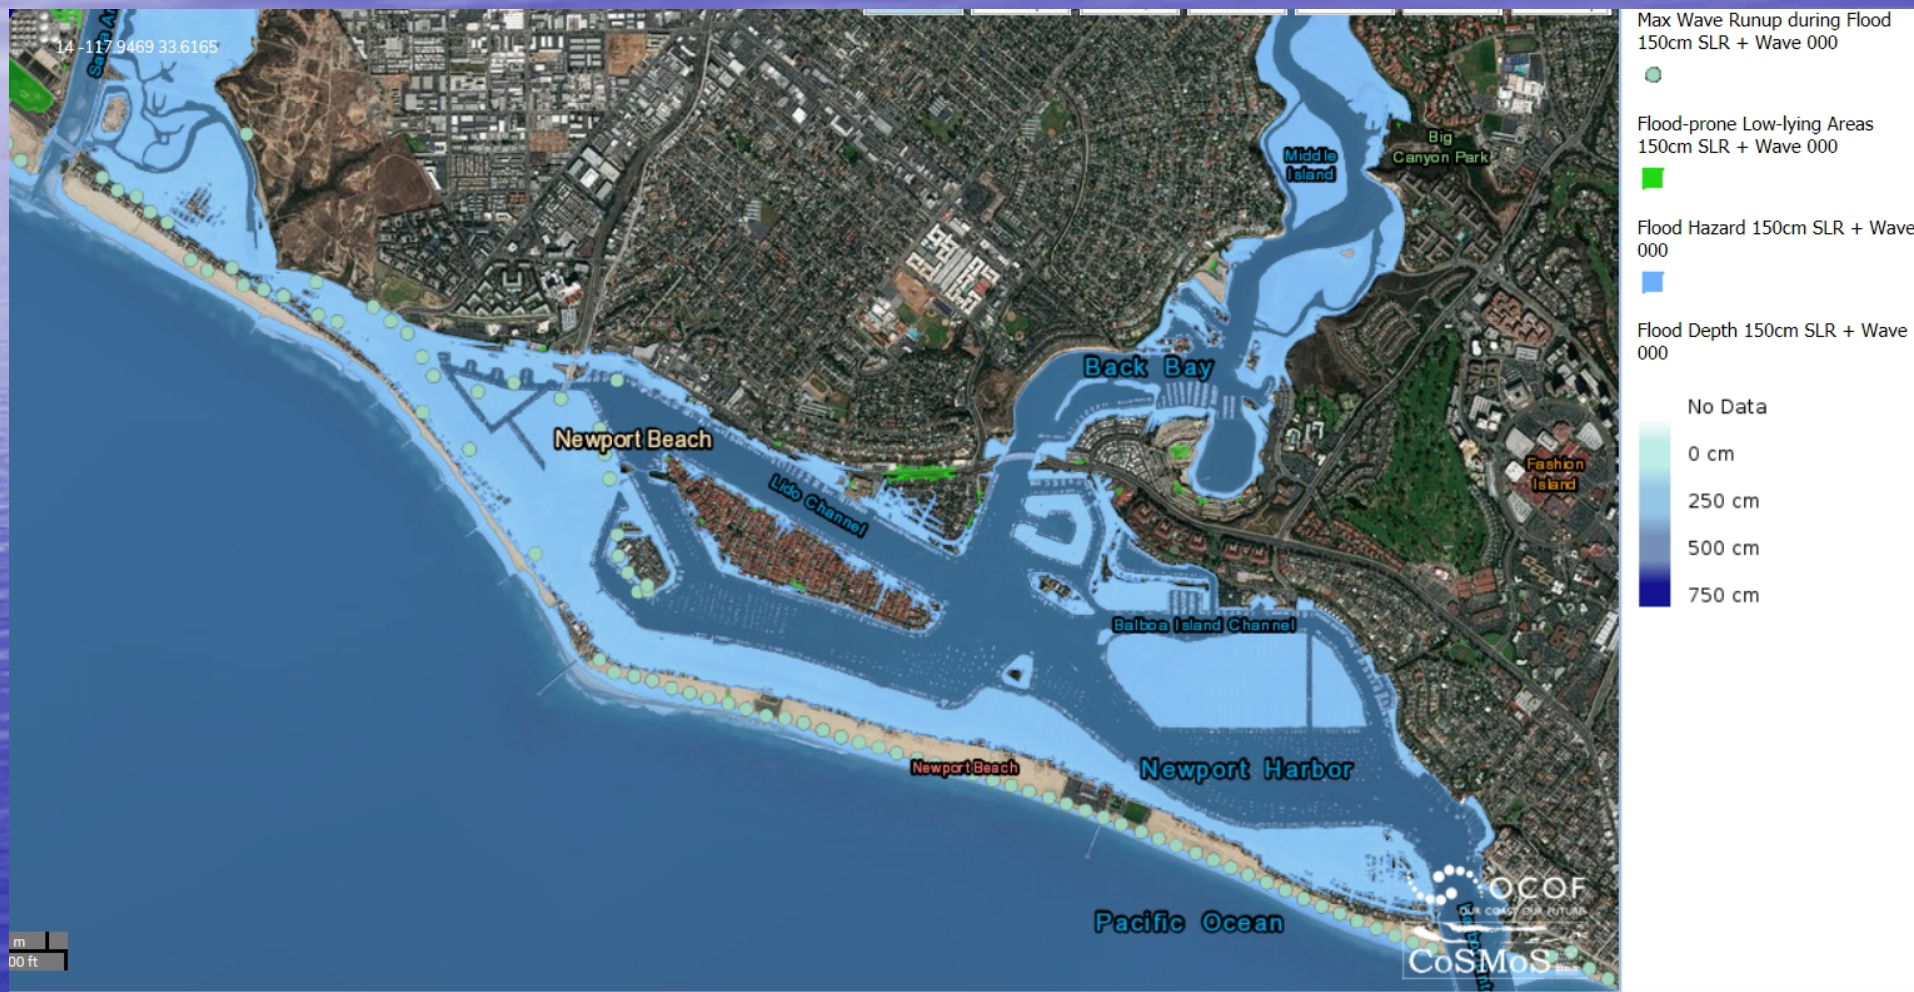 14 -117.9469 33.6165
Big
Canyon Park
Middle
Island
Back Bay
Newport Beach
Fashion
Island
Lido Channel
Balboa Island Channel
Newport Beach
Newport Harbor
Pacific Ocean
OCOF
OUR COAST OUR FUTURE
CoSMoS
m
00 ft
Max Wave Runup during Flood
150cm SLR + Wave 000
Flood-prone Low-lying Areas
150cm SLR + Wave 000
Flood Hazard 150cm SLR + Wave
000
Flood Depth 150cm SLR + Wave
000
No Data
0 cm
250 cm
500 cm
750 cm